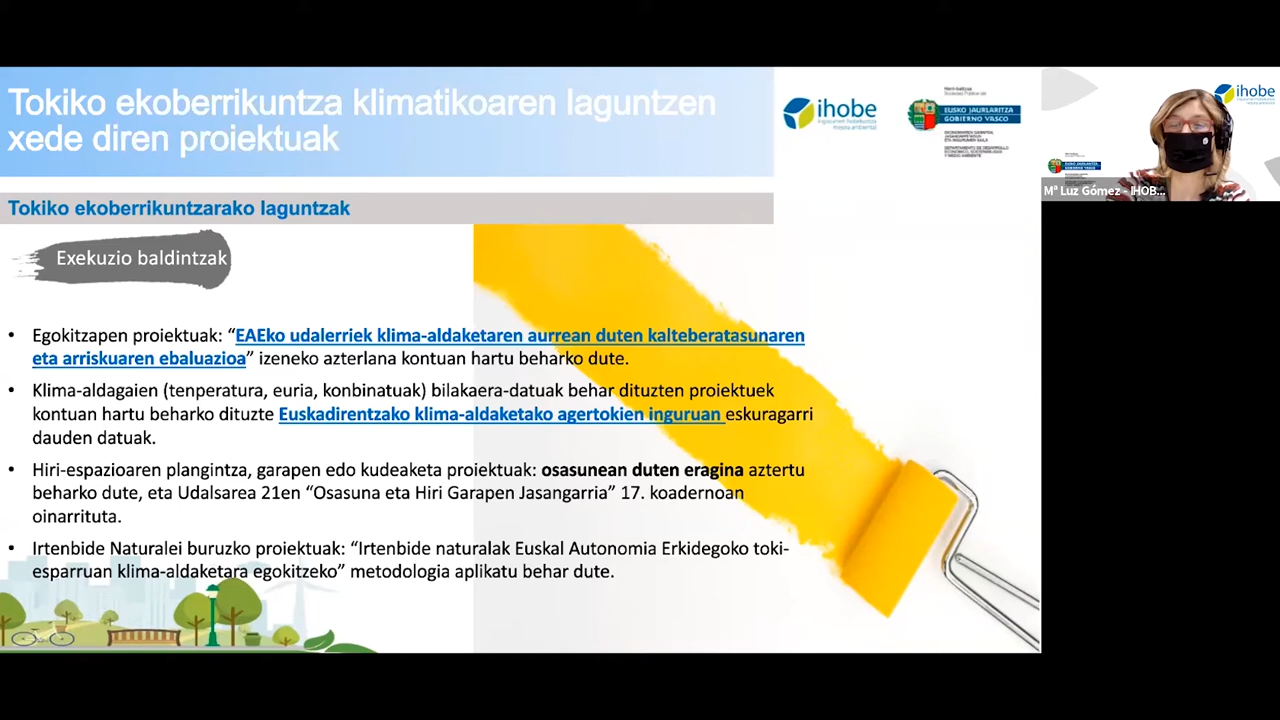 Tokiko ekoberrikuntza klimatikoaren laguntzen
xede diren proiektuak
ihobe
EUSKO JAURLARITZA
GOBIERNO VASCO
ihobe
Mª Luz Gómez - IHOB...
Tokiko ekoberrikuntzarako laguntzak
Exekuzio baldintzak
• Egokitzapen proiektuak: “EAEko udalerriek klima-aldaketaren aurrean duten kalteberatasunaren
eta arriskuaren ebaluazioa” izeneko azterlana kontuan hartu beharko dute.
• Klima-aldagaien (tenperatura, euria, konbinatuak) bilakaera-datuak behar dituzten proiektuek
kontuan hartu beharko dituzte Euskadirentzako klima-aldaketako agertokien inguruan eskuragarri
dauden datuak.
• Hiri-espazioaren plangintza, garapen edo kudeaketa proiektuak: osasunean duten eragina aztertu
beharko dute, eta Udalsarea 21en “Osasuna eta Hiri Garapen Jasangarria” 17. koadernoan
oinarrituta.
• Irtenbide Naturalei buruzko proiektuak: “Irtenbide naturalak Euskal Autonomia Erkidegoko toki-
esparruan klima-aldaketara egokitzeko” metodologia aplikatu behar dute.